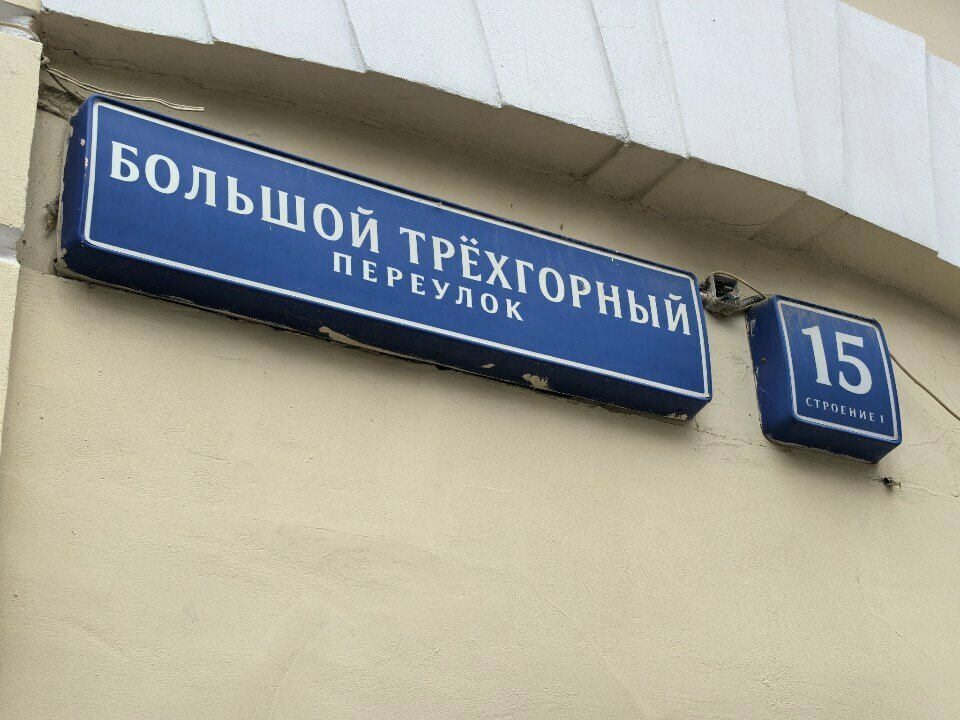 БОЛЬШОЙ ТРЁХГОРНЫЙ
ПЕРЕУЛОК
15
СТРОЕНИЕ 1